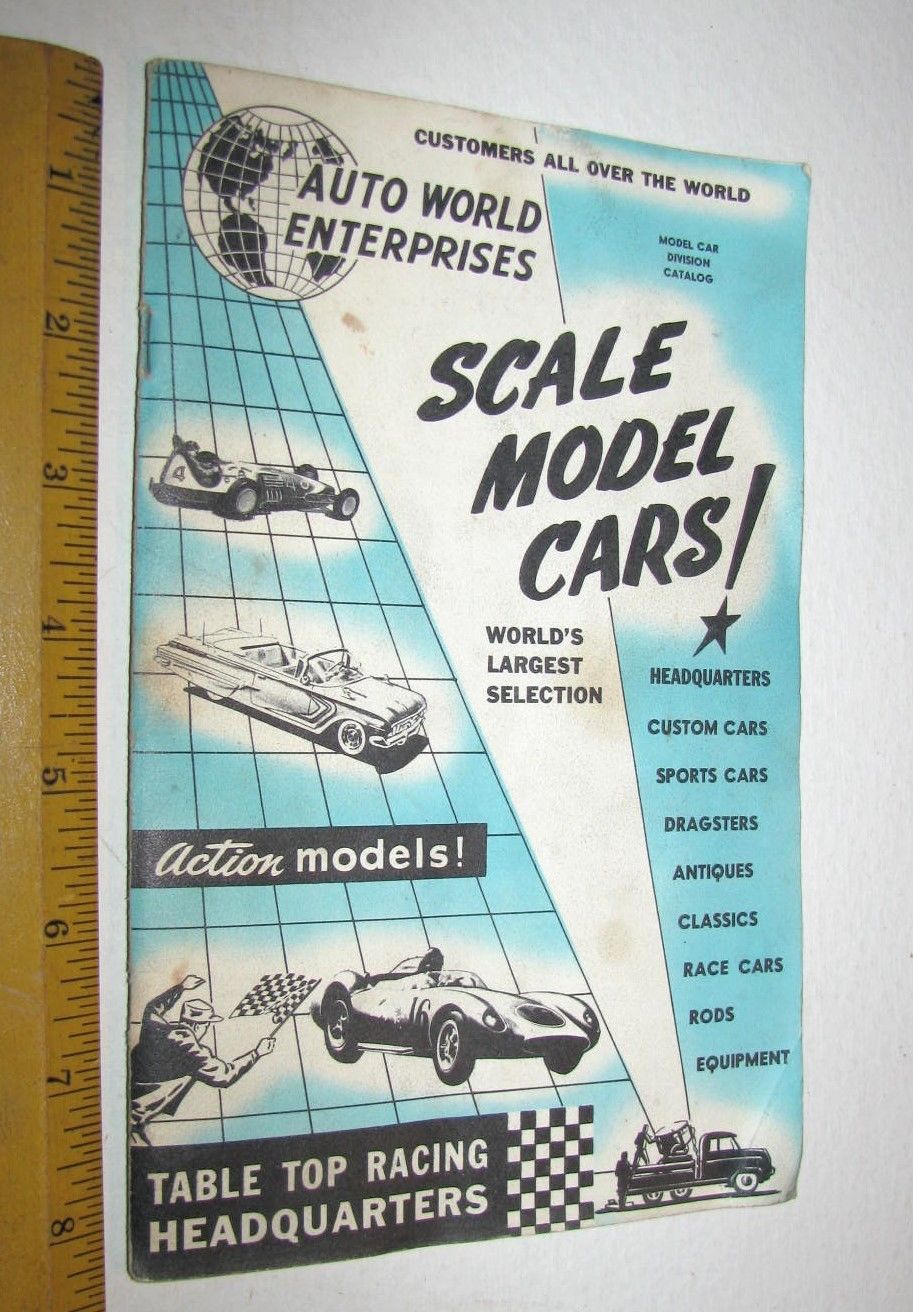 CUSTOMERS ALL OVER THE WORLD
AUTO WORLD
ENTERPRISES
MODEL CAR
DIVISION
CATALOG
SCALE
MODEL
CARS!
WORLD'S
LARGEST
SELECTION
HEADQUARTERS
CUSTOM CARS
SPORTS CARS
DRAGSTERS
ANTIQUES
CLASSICS
RACE CARS
RODS
EQUIPMENT
4
Action models!
16
TABLE TOP RACING
HEADQUARTERS
1
2
3
4
5
6
7
8